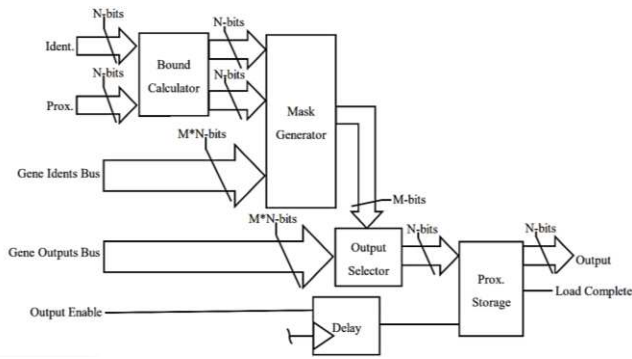 N-bits N-bits
Ident.
Bound
Calculator
N-bits N-bits
Prox.
Mask
Generator
M*N-bits
Gene Idents Bus
M-bits
M*N-bits N-bits N-bits
Gene Outputs Bus
Output
Selector
Output
Prox.
Storage
Load Complete
Output Enable
Delay